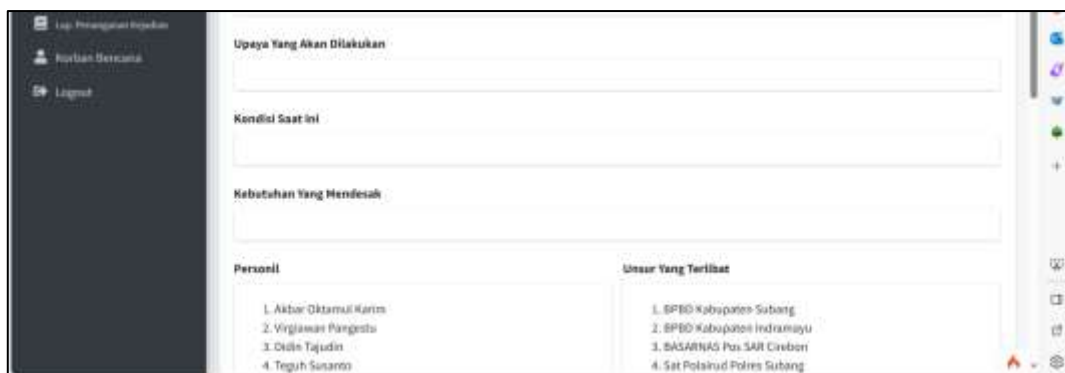 Lap. Penanganan Kejadian
Korban Bencana
Logout
Upaya Yang Akan Dilakukan
Kondisi Saat Ini
Kebutuhan Yang Mendesak
Personil
1. Akbar Oktamul Karim
2. Virgiawan Pangestu
3. Didin Tajudin
4. Teguh Susanto
Unsur Yang Terlibat
1. BPBD Kabupaten Subang
2. BPBD Kabupaten Indramayu
3. BASARNAS Pos SAR Cirebon
4. Sat Polairud Polres Subang